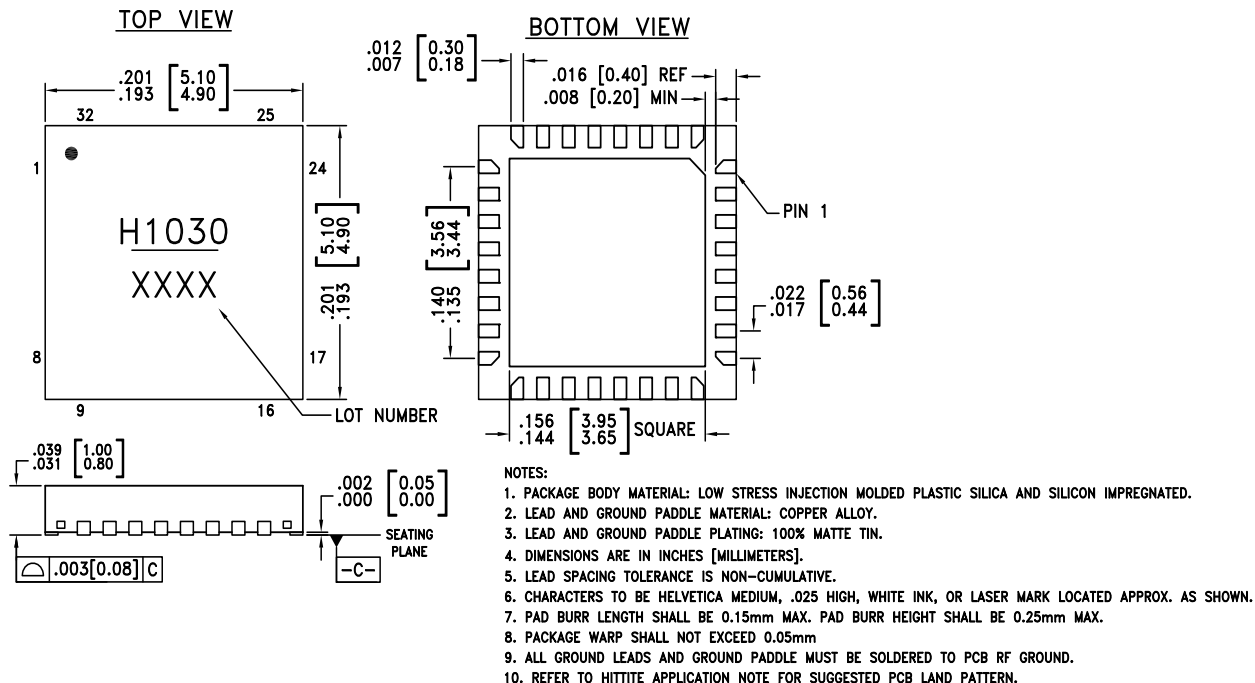 TOP VIEW
.201 [5.10]
.193 [4.90]
32
25
1
24
H1030
XXXX
[5.10]
[4.90]
.201
.193
8
17
9
16
LOT NUMBER
BOTTOM VIEW
.012 [0.30]
.007 [0.18]
.016 [0.40] REF
.008 [0.20] MIN
PIN 1
[3.56]
[3.44]
.140
.135
.022 [0.56]
.017 [0.44]
.156 [3.95]
.144 [3.65] SQUARE
.039 [1.00]
.031 [0.80]
.002 [0.05]
.000 [0.00]
SEATING
PLANE
.003[0.08] C
-C-
NOTES:
1. PACKAGE BODY MATERIAL: LOW STRESS INJECTION MOLDED PLASTIC SILICA AND SILICON IMPREGNATED.
2. LEAD AND GROUND PADDLE MATERIAL: COPPER ALLOY.
3. LEAD AND GROUND PADDLE PLATING: 100% MATTE TIN.
4. DIMENSIONS ARE IN INCHES [MILLIMETERS].
5. LEAD SPACING TOLERANCE IS NON-CUMULATIVE.
6. CHARACTERS TO BE HELVETICA MEDIUM, .025 HIGH, WHITE INK, OR LASER MARK LOCATED APPROX. AS SHOWN.
7. PAD BURR LENGTH SHALL BE 0.15mm MAX. PAD BURR HEIGHT SHALL BE 0.25mm MAX.
8. PACKAGE WARP SHALL NOT EXCEED 0.05mm
9. ALL GROUND LEADS AND GROUND PADDLE MUST BE SOLDERED TO PCB RF GROUND.
10. REFER TO HITTITE APPLICATION NOTE FOR SUGGESTED PCB LAND PATTERN.